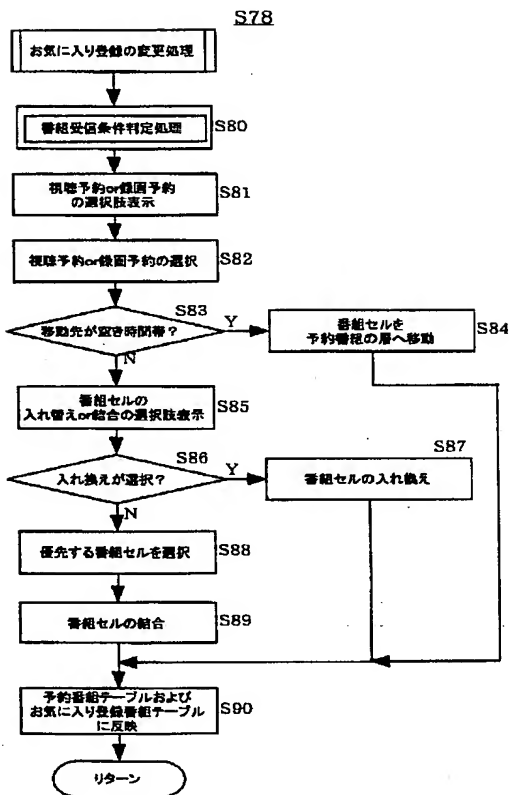 S78
お気に入り登録の変更処理
番組受信条件判定処理
S80
視聴予約or録画予約
の選択肢表示
S81
視聴予約or録画予約の選択
S82
S83
移動先が空き時間帯？
Y
N
番組セルを
予約番組の層へ移動
S84
番組セルの
入れ替えor結合の選択肢表示
S85
S86
入れ換えが選択？
Y
N
S87
番組セルの入れ換え
優先する番組セルを選択
S88
番組セルの結合
S89
予約番組テーブルおよび
お気に入り登録番組テーブル
に反映
S90
リターン